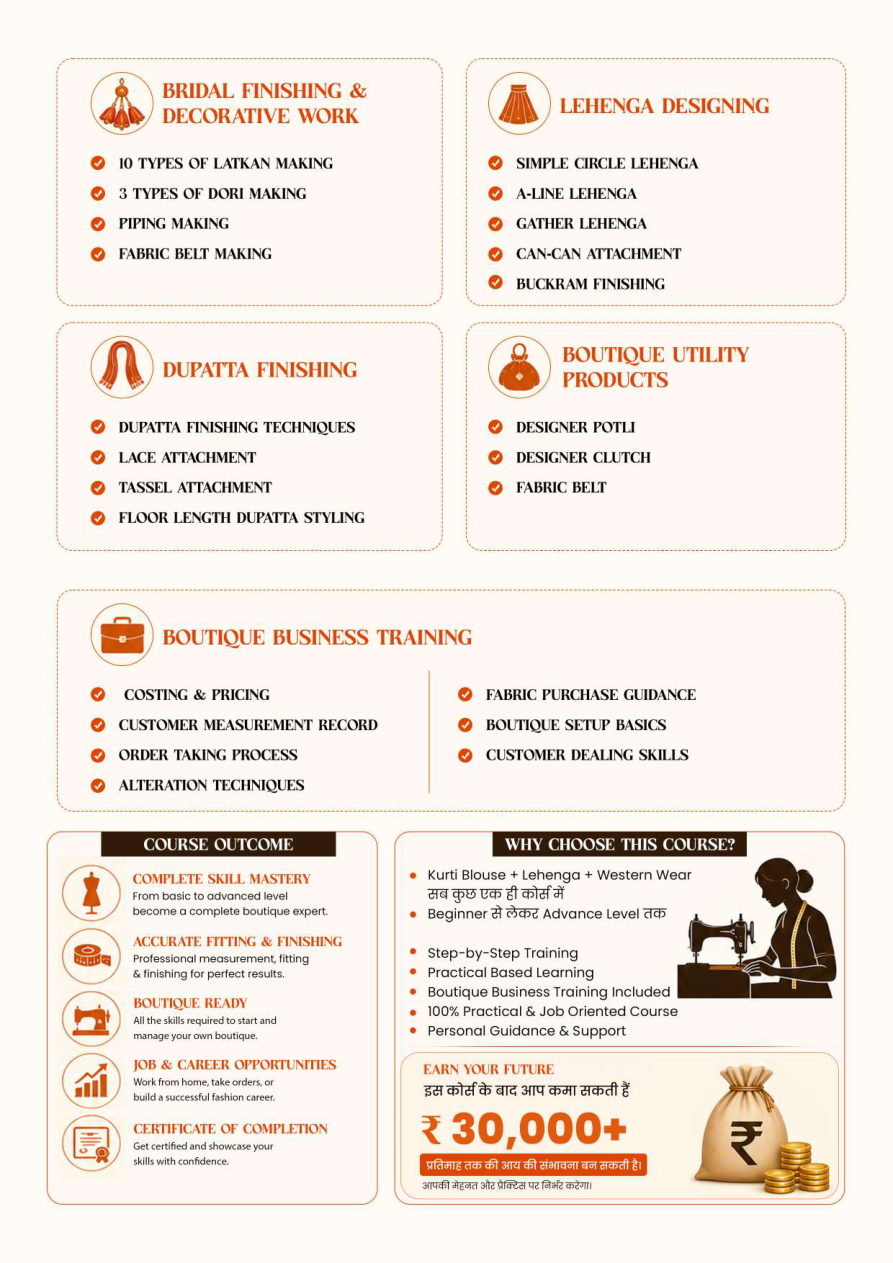 BRIDAL FINISHING &
DECORATIVE WORK
10 TYPES OF LATKAN MAKING
3 TYPES OF DORI MAKING
PIPING MAKING
FABRIC BELT MAKING
LEHENGA DESIGNING
SIMPLE CIRCLE LEHENGA
A-LINE LEHENGA
GATHER LEHENGA
CAN-CAN ATTACHMENT
BUCKRAM FINISHING
DUPATTA FINISHING
DUPATTA FINISHING TECHNIQUES
LACE ATTACHMENT
TASSEL ATTACHMENT
FLOOR LENGTH DUPATTA STYLING
BOUTIQUE UTILITY
PRODUCTS
DESIGNER POTLI
DESIGNER CLUTCH
FABRIC BELT
BOUTIQUE BUSINESS TRAINING
COSTING & PRICING
CUSTOMER MEASUREMENT RECORD
ORDER TAKING PROCESS
ALTERATION TECHNIQUES
FABRIC PURCHASE GUIDANCE
BOUTIQUE SETUP BASICS
CUSTOMER DEALING SKILLS
COURSE OUTCOME
COMPLETE SKILL MASTERY
From basic to advanced level
become a complete boutique expert.
ACCURATE FITTING & FINISHING
Professional measurement, fitting
& finishing for perfect results.
BOUTIQUE READY
All the skills required to start and
manage your own boutique.
JOB & CAREER OPPORTUNITIES
Work from home, take orders, or
build a successful fashion career.
CERTIFICATE OF COMPLETION
Get certified and showcase your
skills with confidence.
WHY CHOOSE THIS COURSE?
Kurti Blouse + Lehenga + Western Wear
सब कुछ एक ही कोर्स में
Beginner से लेकर Advance Level तक
Step-by-Step Training
Practical Based Learning
Boutique Business Training Included
100% Practical & Job Oriented Course
Personal Guidance & Support
EARN YOUR FUTURE
इस कोर्स के बाद आप कमा सकती हैं
₹ 30,000+
प्रतिमाह तक की आय की संभावना बन सकती है।
आपकी मेहनत और प्रैक्टिस पर निर्भर करेगा।
₹